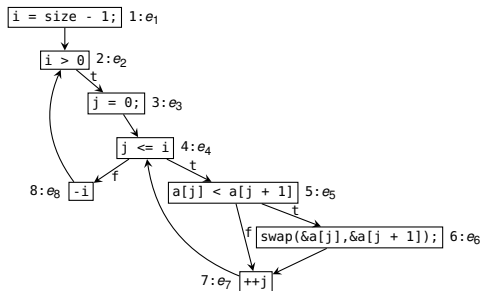 i = size - 1; 1:e1
i > 0 2:e2
t
j = 0; 3:e3
j <= i 4:e4
f t
8:e8 -i a[j] < a[j + 1] 5:e5
t
f swap(&a[j],&a[j + 1]); 6:e6
7:e7 ++j